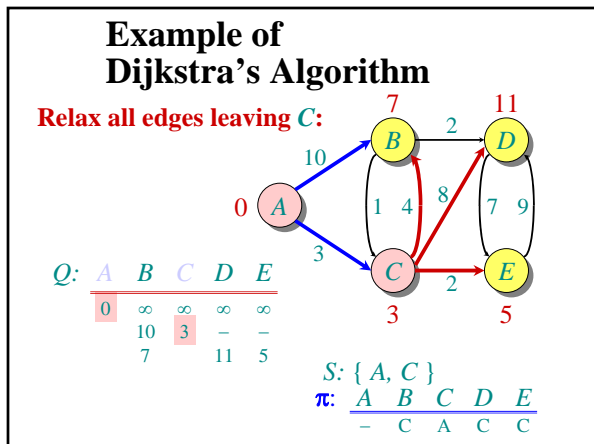 Example of
Dijkstra's Algorithm
Relax all edges leaving C:
7
11
B
2
D
10
0
A
1
4
8
7
9
3
C
2
E
3
5
Q: A B C D E
0 ∞ ∞ ∞ ∞
10 3 – –
7 11 5
S: { A, C }
π: A B C D E
– C A C C